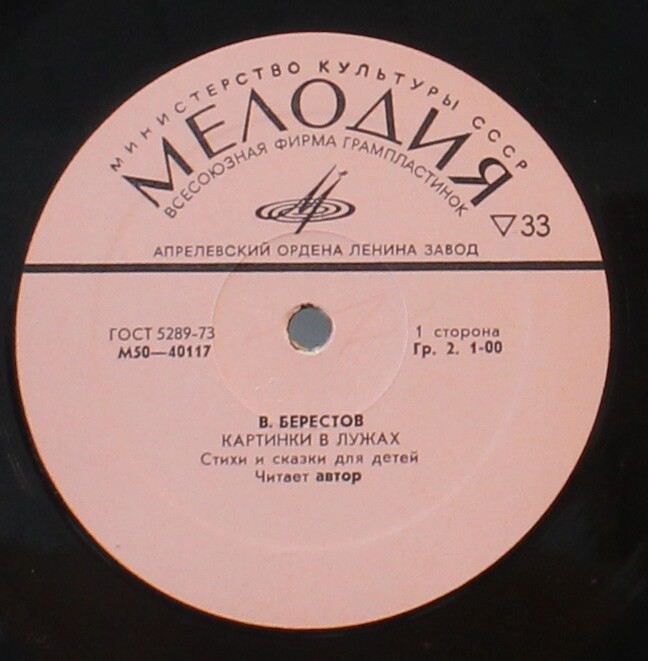 МИНИСТЕРСТВО КУЛЬТУРЫ СССР
МЕЛОДИЯ
ВСЕСОЮЗНАЯ ФИРМА ГРАМПЛАСТИНОК
▽33
АПРЕЛЕВСКИЙ ОРДЕНА ЛЕНИНА ЗАВОД
ГОСТ 5289-73
М50—40117
1 сторона
Гр. 2. 1-00
В. БЕРЕСТОВ
КАРТИНКИ В ЛУЖАХ
Стихи и сказки для детей
Читает автор